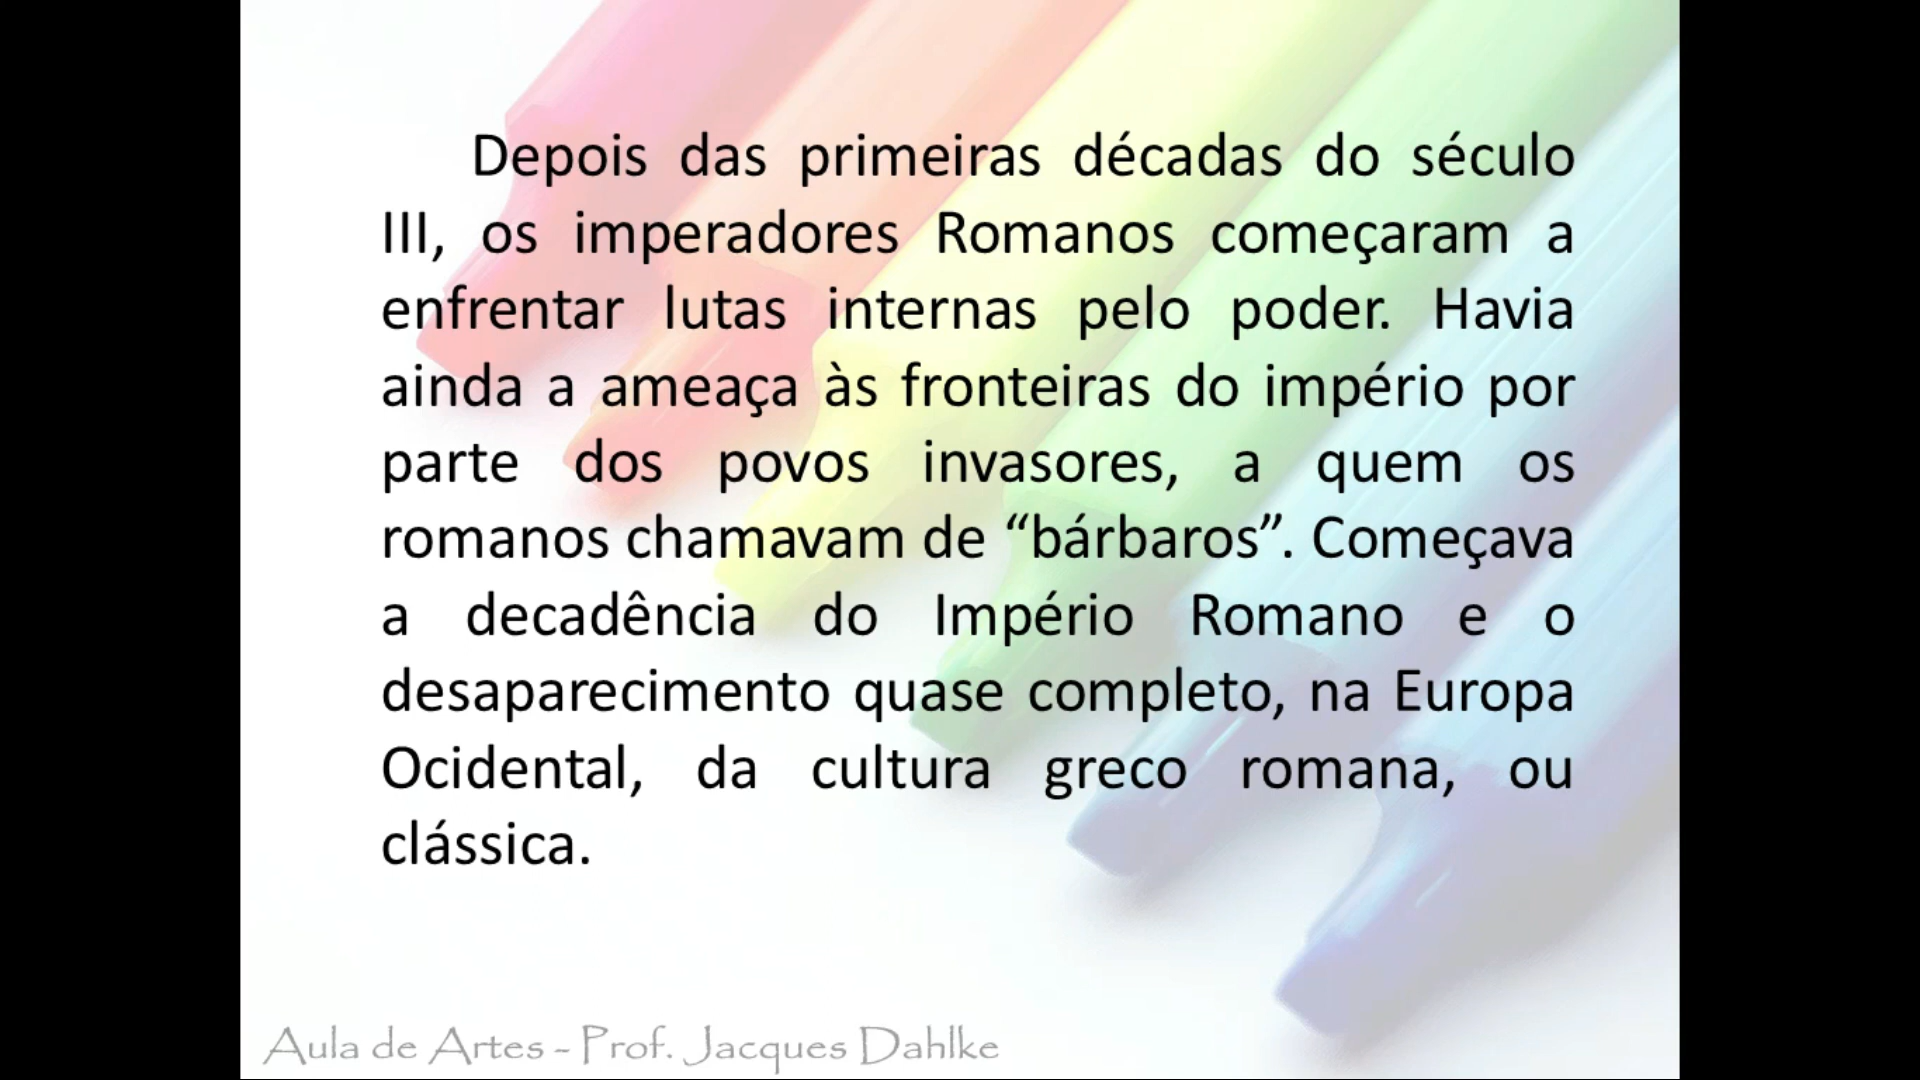 Depois das primeiras décadas do século
III, os imperadores Romanos começaram a
enfrentar lutas internas pelo poder. Havia
ainda a ameaça às fronteiras do império por
parte dos povos invasores, a quem os
romanos chamavam de “bárbaros”. Começava
a decadência do Império Romano e o
desaparecimento quase completo, na Europa
Ocidental, da cultura greco romana, ou
clássica.
Aula de Artes - Prof. Jacques Dahlke